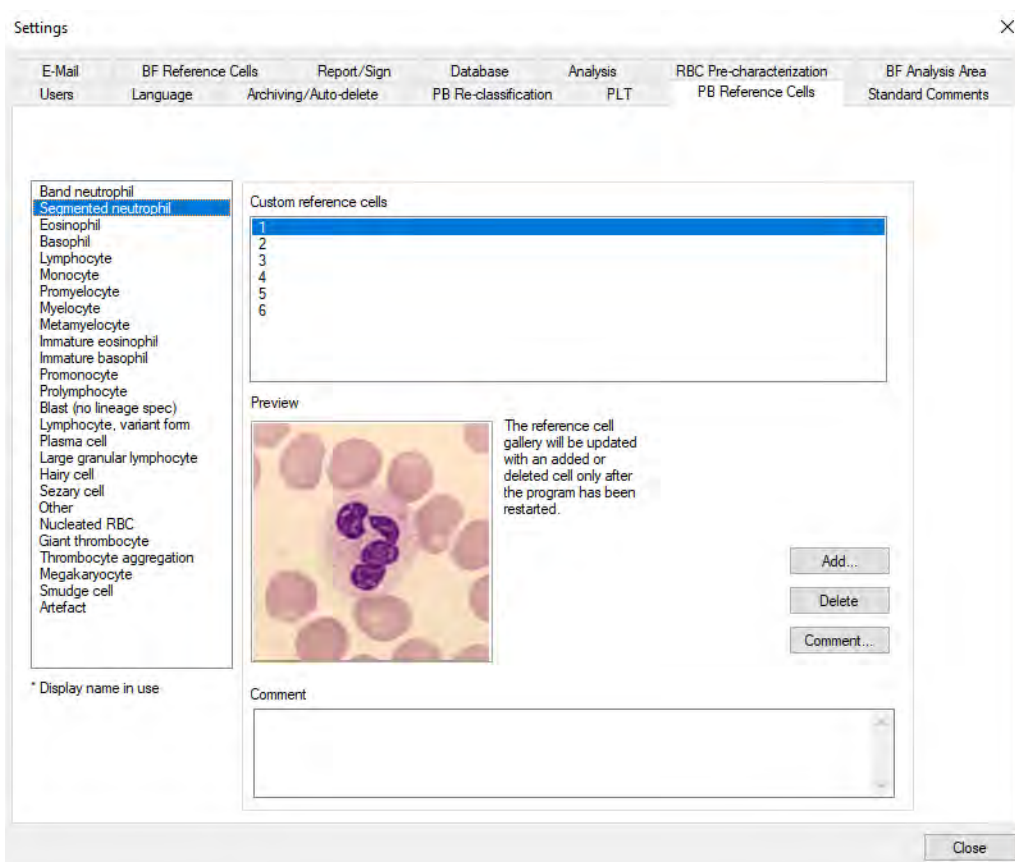 Settings
E-Mail BF Reference Cells Report/Sign Database Analysis RBC Pre-characterization BF Analysis Area
Users Language Archiving/Auto-delete PB Re-classification PLT PB Reference Cells Standard Comments
Band neutrophil
Segmented neutrophil
Eosinophil
Basophil
Lymphocyte
Monocyte
Promyelocyte
Myelocyte
Metamyelocyte
Immature eosinophil
Immature basophil
Promonocyte
Prolymphocyte
Blast (no lineage spec)
Lymphocyte, variant form
Plasma cell
Large granular lymphocyte
Hairy cell
Sezary cell
Other
Nucleated RBC
Giant thrombocyte
Thrombocyte aggregation
Megakaryocyte
Smudge cell
Artefact
* Display name in use
Custom reference cells
1
2
3
4
5
6
Preview
The reference cell
gallery will be updated
with an added or
deleted cell only after
the program has been
restarted.
Add...
Delete
Comment...
Comment
Close